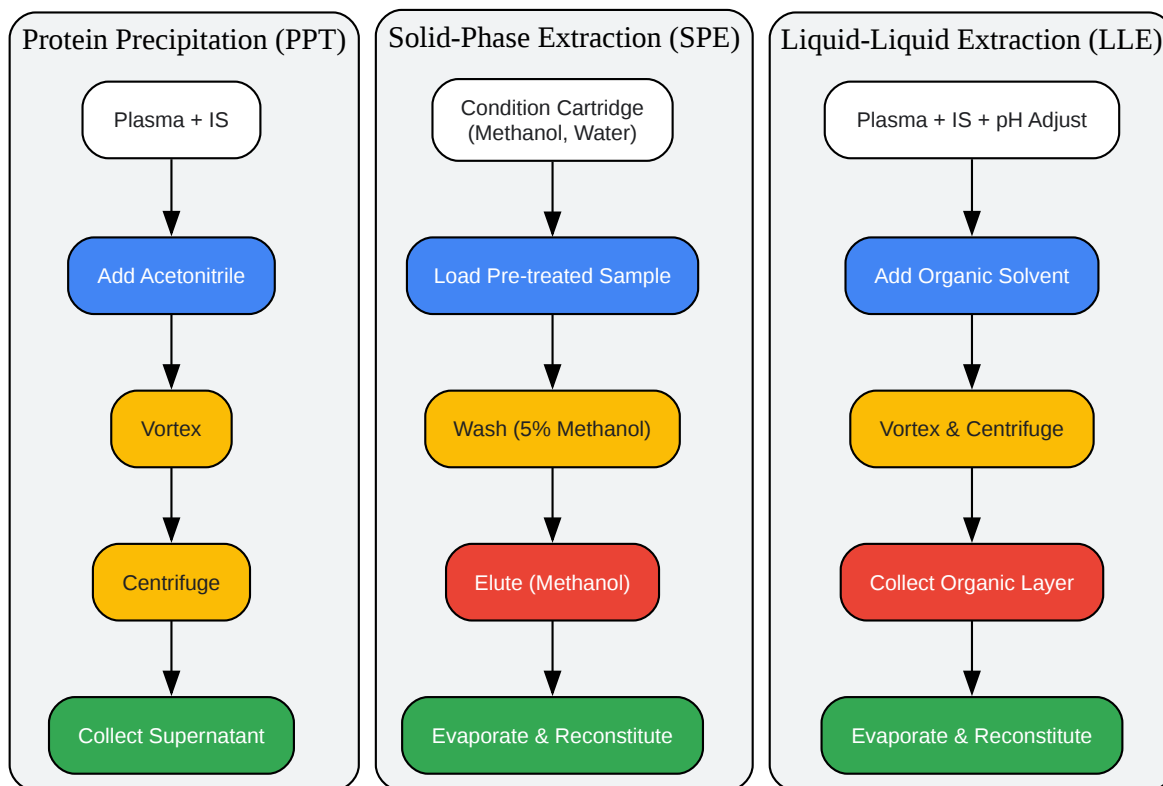 Protein Precipitation (PPT)
Plasma + IS
Add Acetonitrile
Vortex
Centrifuge
Collect Supernatant
Solid-Phase Extraction (SPE)
Condition Cartridge
(Methanol, Water)
Load Pre-treated Sample
Wash (5% Methanol)
Elute (Methanol)
Evaporate & Reconstitute
Liquid-Liquid Extraction (LLE)
Plasma + IS + pH Adjust
Add Organic Solvent
Vortex & Centrifuge
Collect Organic Layer
Evaporate & Reconstitute